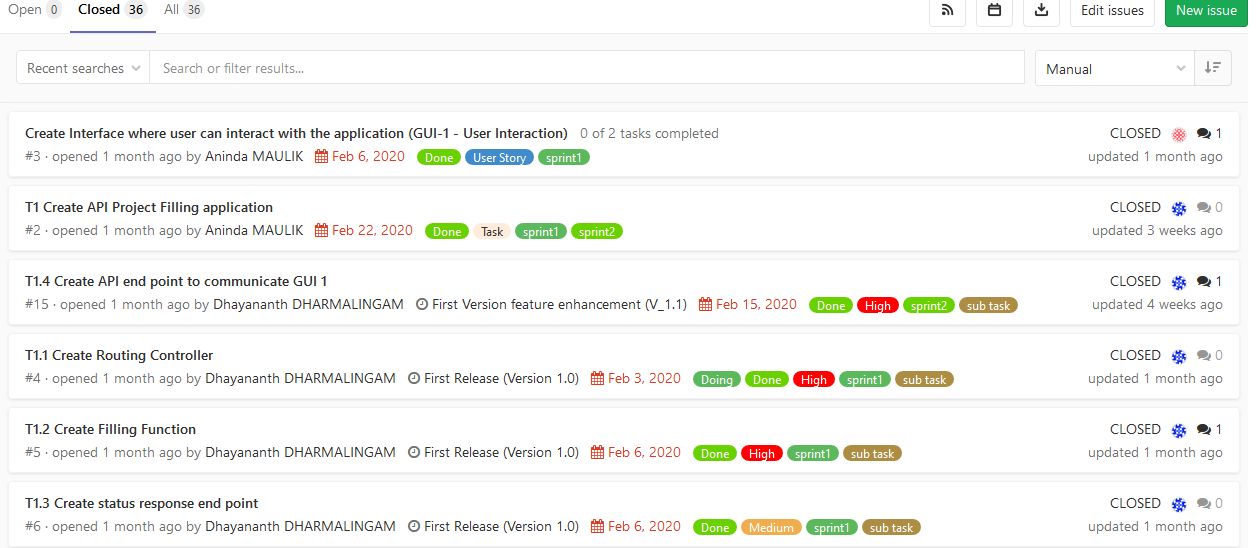 Open 0 Closed 36 All 36 Edit issues New issue
Recent searches Search or filter results... Manual
Create Interface where user can interact with the application (GUI-1 - User Interaction) 0 of 2 tasks completed CLOSED 1
#3 · opened 1 month ago by Aninda MAULIK Feb 6, 2020 Done User Story sprint1 updated 1 month ago
T1 Create API Project Filling application CLOSED 0
#2 · opened 1 month ago by Aninda MAULIK Feb 22, 2020 Done Task sprint1 sprint2 updated 3 weeks ago
T1.4 Create API end point to communicate GUI 1 CLOSED 1
#15 · opened 1 month ago by Dhayananth DHARMALINGAM First Version feature enhancement (V_1.1) Feb 15, 2020 Done High sprint2 sub task updated 4 weeks ago
T1.1 Create Routing Controller CLOSED 0
#4 · opened 1 month ago by Dhayananth DHARMALINGAM First Release (Version 1.0) Feb 3, 2020 Doing Done High sprint1 sub task updated 1 month ago
T1.2 Create Filling Function CLOSED 1
#5 · opened 1 month ago by Dhayananth DHARMALINGAM First Release (Version 1.0) Feb 6, 2020 Done High sprint1 sub task updated 1 month ago
T1.3 Create status response end point CLOSED 0
#6 · opened 1 month ago by Dhayananth DHARMALINGAM First Release (Version 1.0) Feb 6, 2020 Done Medium sprint1 sub task updated 1 month ago